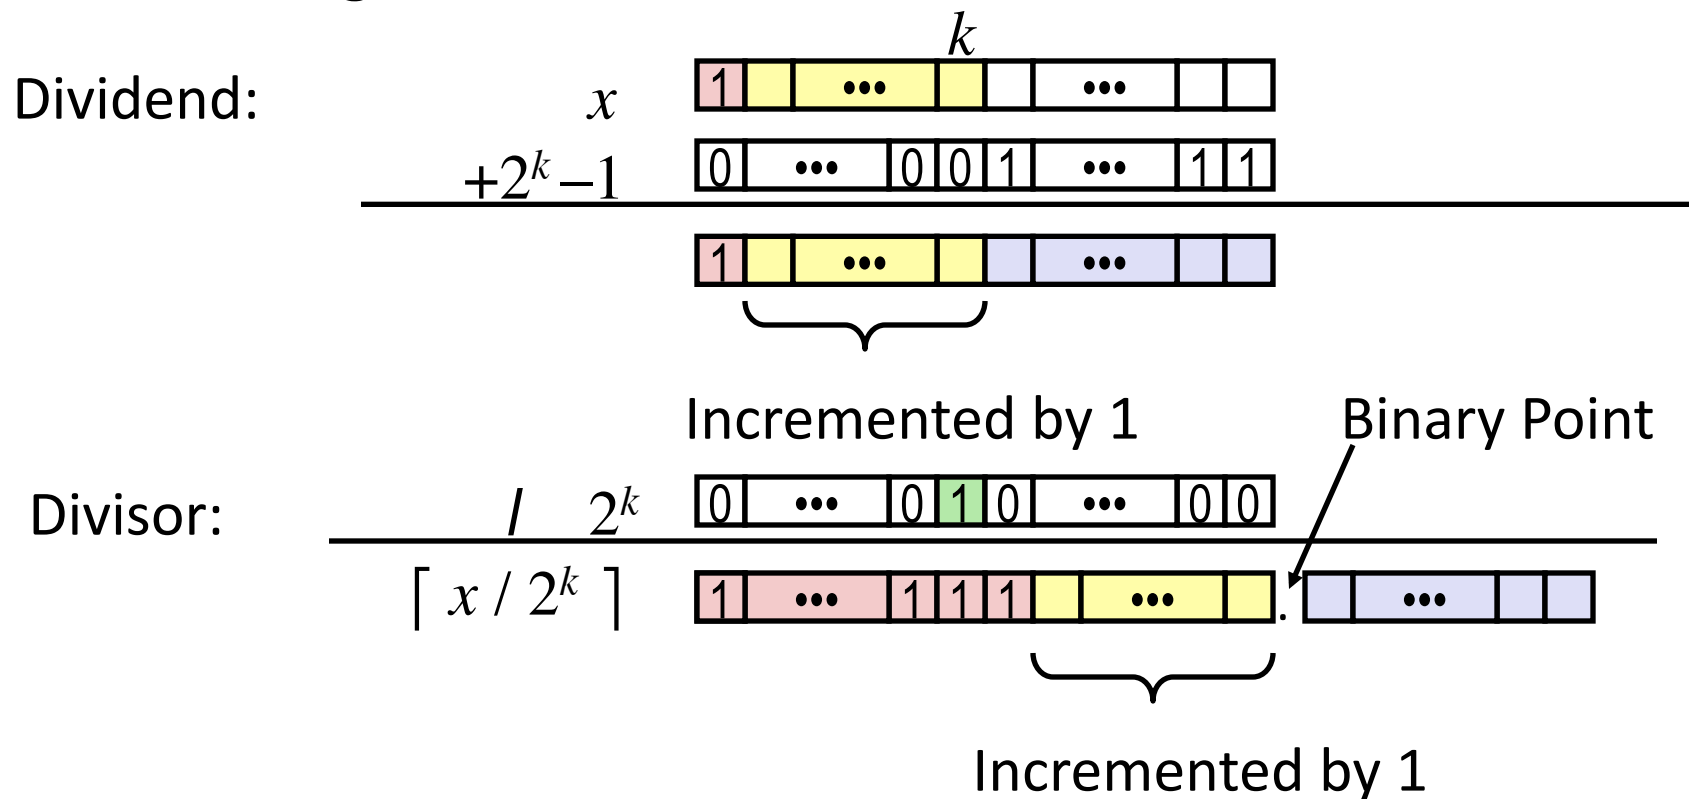 k
Dividend: x 1 ••• •••
+2^k –1 0 ••• 0 0 1 ••• 1 1
1 ••• •••
Incremented by 1 Binary Point
Divisor: / 2^k 0 ••• 0 1 0 ••• 0 0
⌈ x / 2^k ⌉ 1 ••• 1 1 1 ••• . •••
Incremented by 1